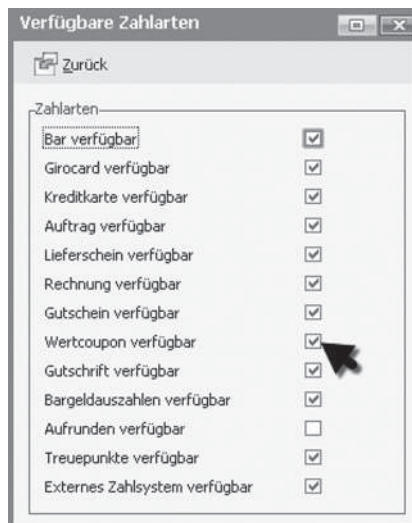 Verfügbare Zahlarten
Zurück
Zahlarten
Bar verfügbar
Girocard verfügbar
Kreditkarte verfügbar
Auftrag verfügbar
Lieferschein verfügbar
Rechnung verfügbar
Gutschein verfügbar
Wertcoupon verfügbar
Gutschrift verfügbar
Bargeldauszahlen verfügbar
Aufrunden verfügbar
Treuepunkte verfügbar
Externes Zahlsystem verfügbar